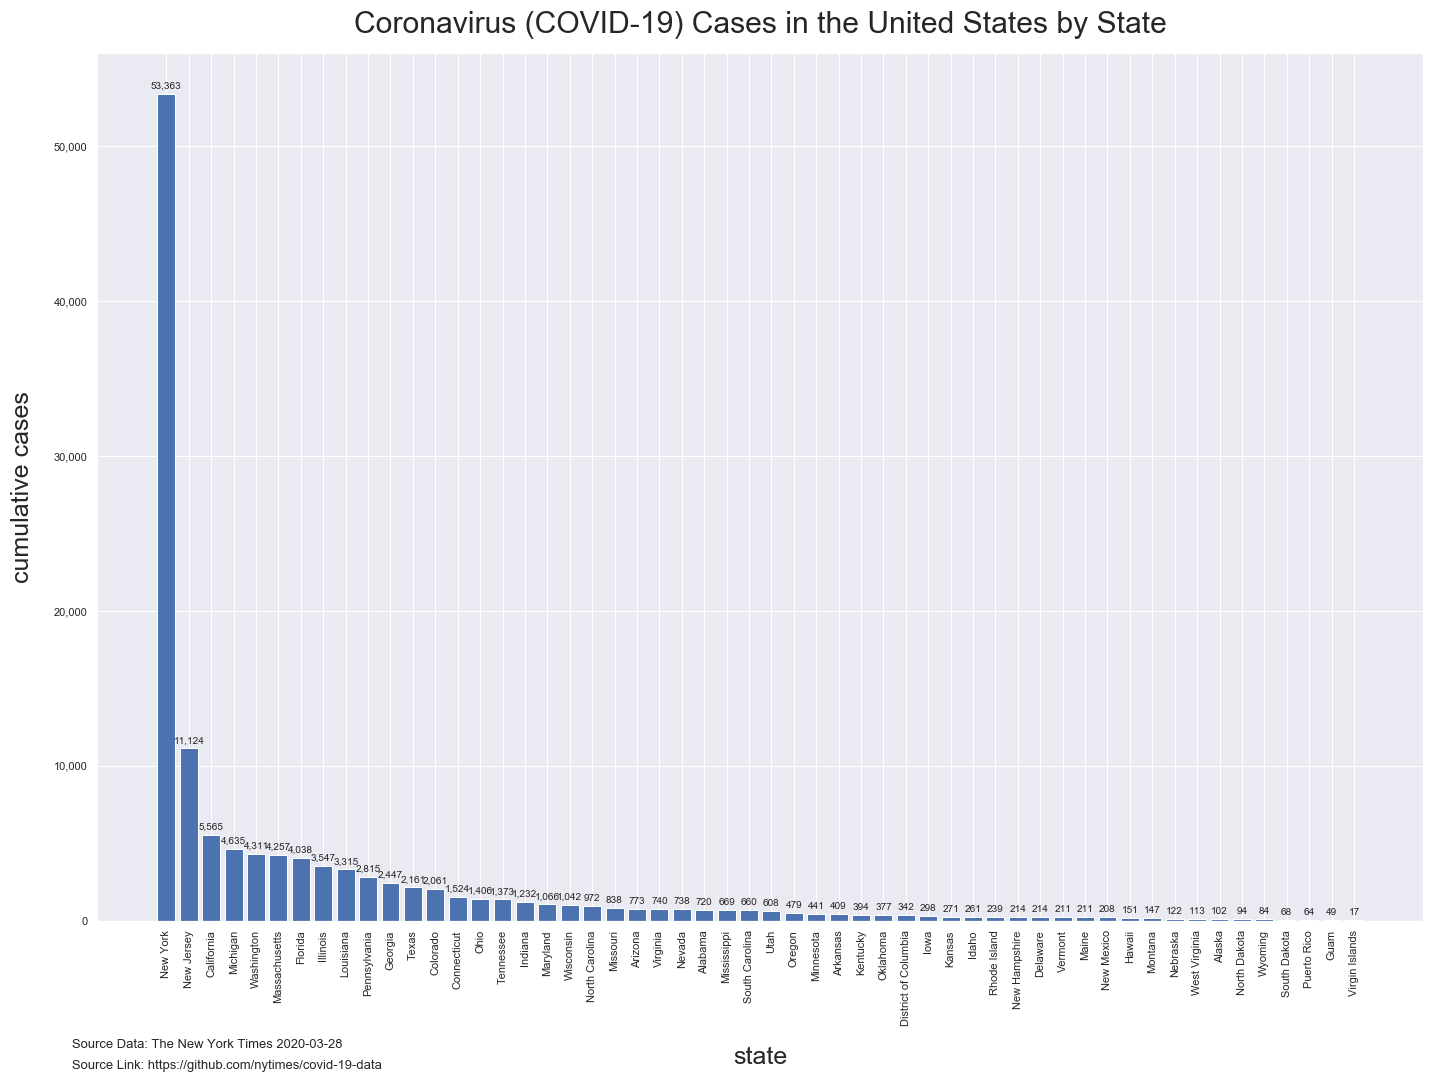 Coronavirus (COVID-19) Cases in the United States by State
cumulative cases
50,000
40,000
30,000
20,000
10,000
0
53,363
11,124
5,565
4,635
4,311
4,257
4,038
3,547
3,315
2,815
2,447
2,161
2,061
1,524
1,406
1,373
1,232
1,066
1,042
972
838
773
740
738
720
669
660
608
479
441
409
394
377
342
298
271
261
239
214
214
211
211
208
151
147
122
113
102
94
84
68
64
49
17
New York
New Jersey
California
Michigan
Washington
Massachusetts
Florida
Illinois
Louisiana
Pennsylvania
Georgia
Texas
Colorado
Connecticut
Ohio
Tennessee
Indiana
Maryland
Wisconsin
North Carolina
Missouri
Arizona
Virginia
Nevada
Alabama
Mississippi
South Carolina
Utah
Oregon
Minnesota
Arkansas
Kentucky
Oklahoma
District of Columbia
Iowa
Kansas
Idaho
Rhode Island
New Hampshire
Delaware
Vermont
Maine
New Mexico
Hawaii
Montana
Nebraska
West Virginia
Alaska
North Dakota
Wyoming
South Dakota
Puerto Rico
Guam
Virgin Islands
state
Source Data: The New York Times 2020-03-28
Source Link: https://github.com/nytimes/covid-19-data